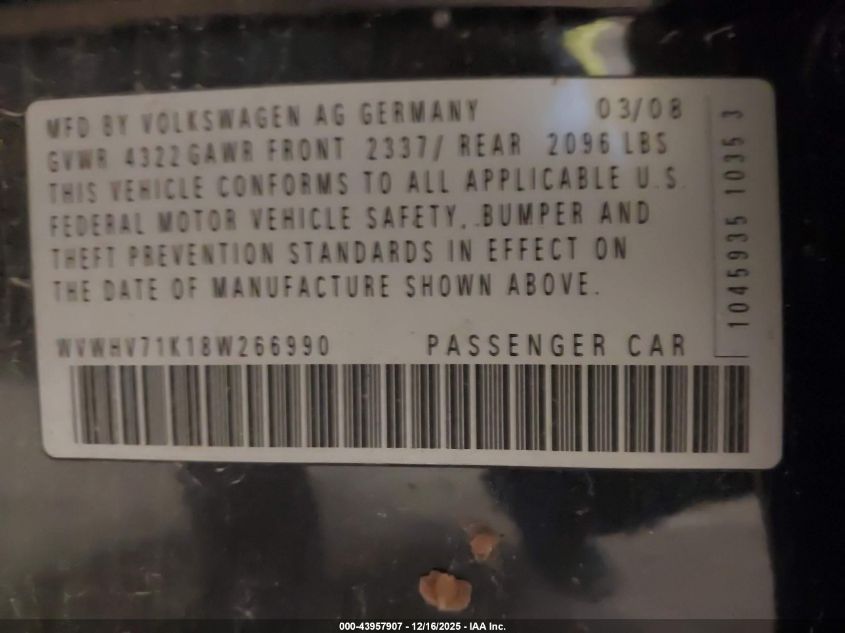 MFD BY VOLKSWAGEN AG GERMANY 03/08
GVWR 4322 GAWR FRONT 2337/ REAR 2096 LBS
THIS VEHICLE CONFORMS TO ALL APPLICABLE U.S.
FEDERAL MOTOR VEHICLE SAFETY, BUMPER AND
THEFT PREVENTION STANDARDS IN EFFECT ON
THE DATE OF MANUFACTURE SHOWN ABOVE.
WVWHV71K18W266990 PASSENGER CAR
1045935 1035 3
000-43957907 - 12/16/2025 - IAA Inc.